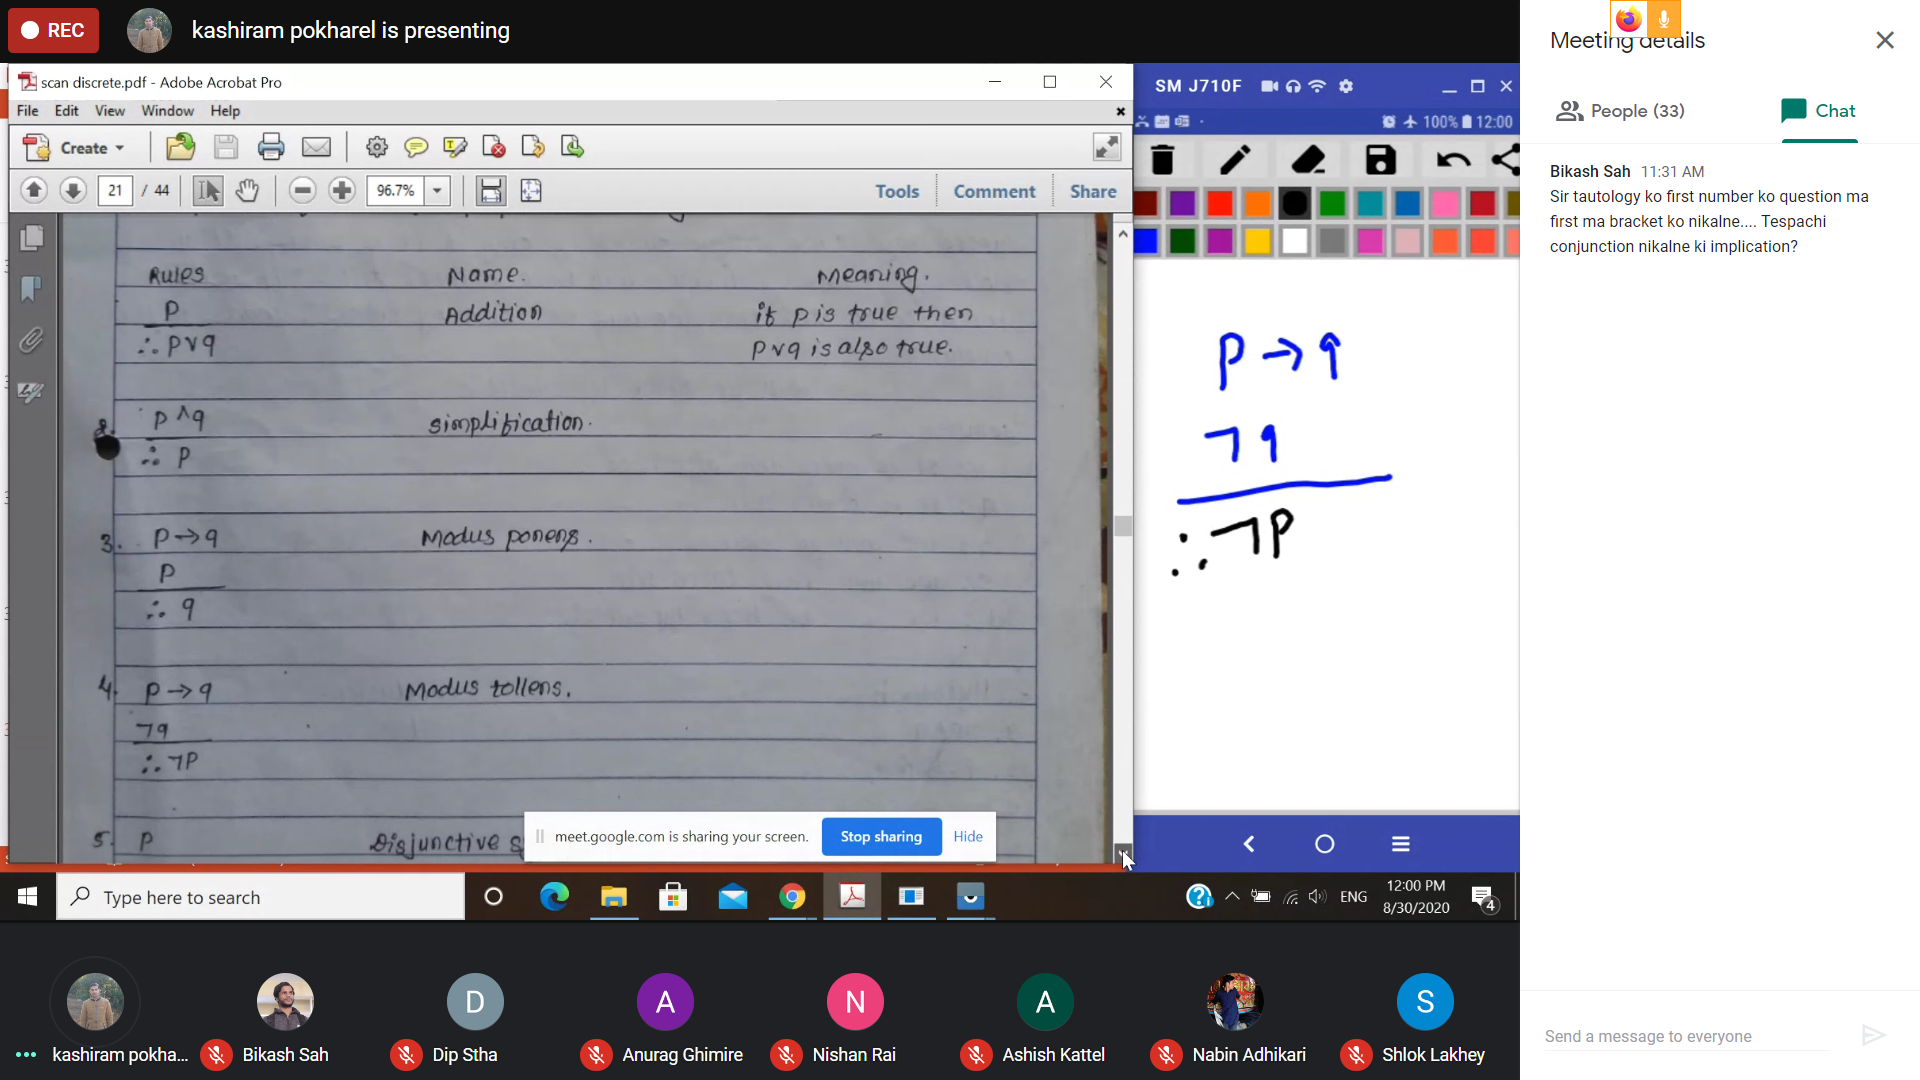 REC
kashiram pokharel is presenting
scan discrete.pdf - Adobe Acrobat Pro
File Edit View Window Help
Create
21 / 44
96.7%
Tools Comment Share
Rules Name. Meaning.
P Addition if p is true then
∴ p∨q p∨q is also true.
2. p ∧ q simplification.
∴ p
3. p → q Modus ponens.
p
∴ q
4. p → q Modus tollens.
¬q
∴ ¬p
5. p Disjunctive s
meet.google.com is sharing your screen. Stop sharing Hide
SM J710F
100% 12:00
P → q
¬ q
∴ ¬P
Type here to search
ENG
12:00 PM
8/30/2020
4
kashiram pokha...
Bikash Sah
D
Dip Stha
A
Anurag Ghimire
N
Nishan Rai
A
Ashish Kattel
Nabin Adhikari
S
Shlok Lakhey
Meeting details
People (33)
Chat
Bikash Sah 11:31 AM
Sir tautology ko first number ko question ma
first ma bracket ko nikalne.... Tespachi
conjunction nikalne ki implication?
Send a message to everyone